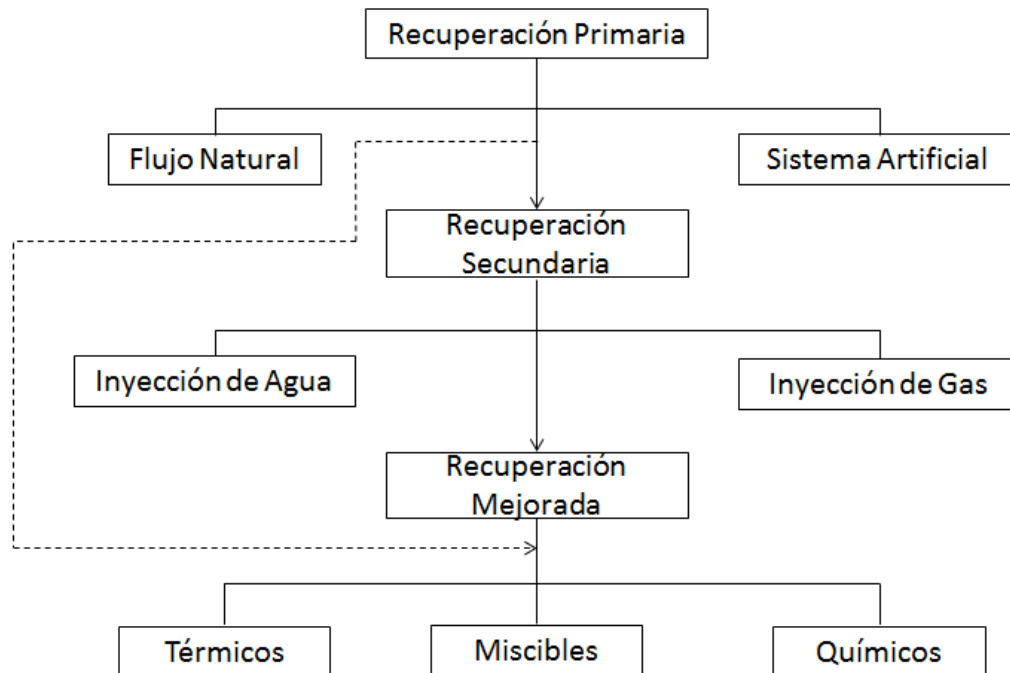 Recuperación Primaria
Flujo Natural
Sistema Artificial
Recuperación
Secundaria
Inyección de Agua
Inyección de Gas
Recuperación
Mejorada
Térmicos
Miscibles
Químicos